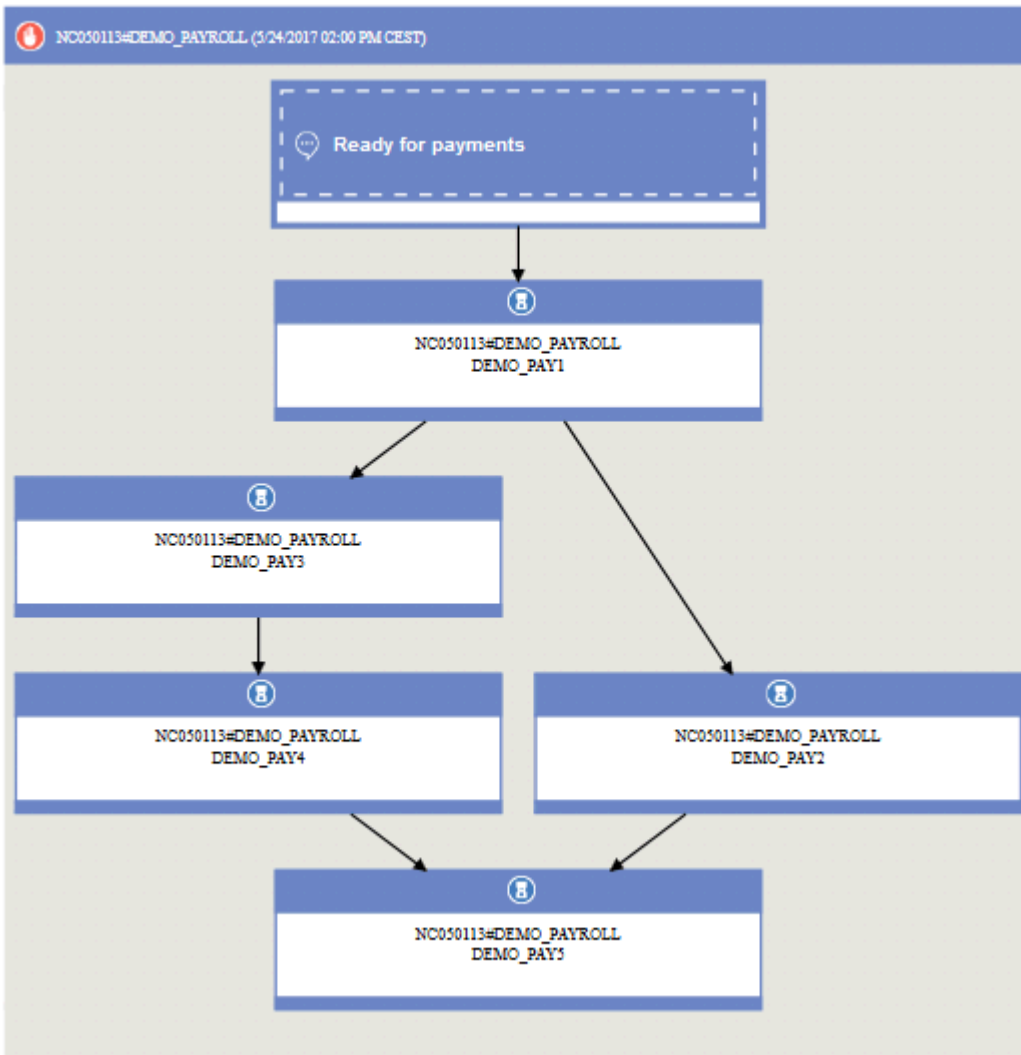 NC050113#DEMO_PAYROLL (5/24/2017 02:00 PM CEST)
Ready for payments
NC050113#DEMO_PAYROLL
DEMO_PAY1
NC050113#DEMO_PAYROLL
DEMO_PAY3
NC050113#DEMO_PAYROLL
DEMO_PAY4
NC050113#DEMO_PAYROLL
DEMO_PAY2
NC050113#DEMO_PAYROLL
DEMO_PAY5